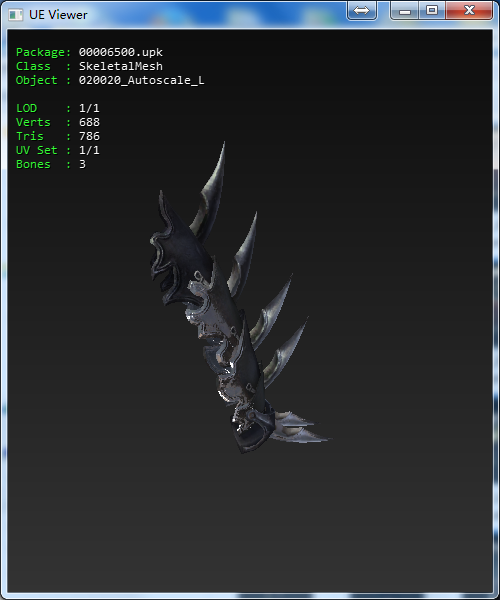 UE Viewer
Package: 00006500.upk
Class : SkeletalMesh
Object : 020020_Autoscale_L
LOD : 1/1
Verts : 688
Tris : 786
UV Set : 1/1
Bones : 3